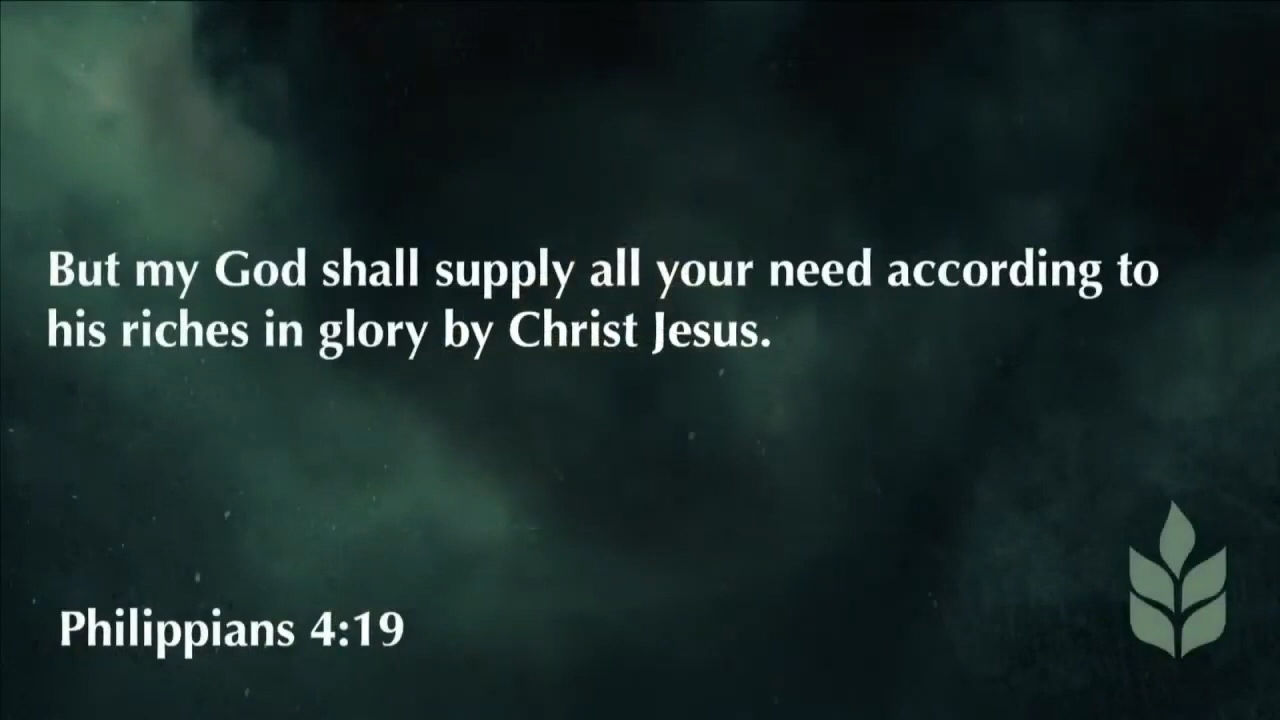 But my God shall supply all your need according to
his riches in glory by Christ Jesus.
Philippians 4:19